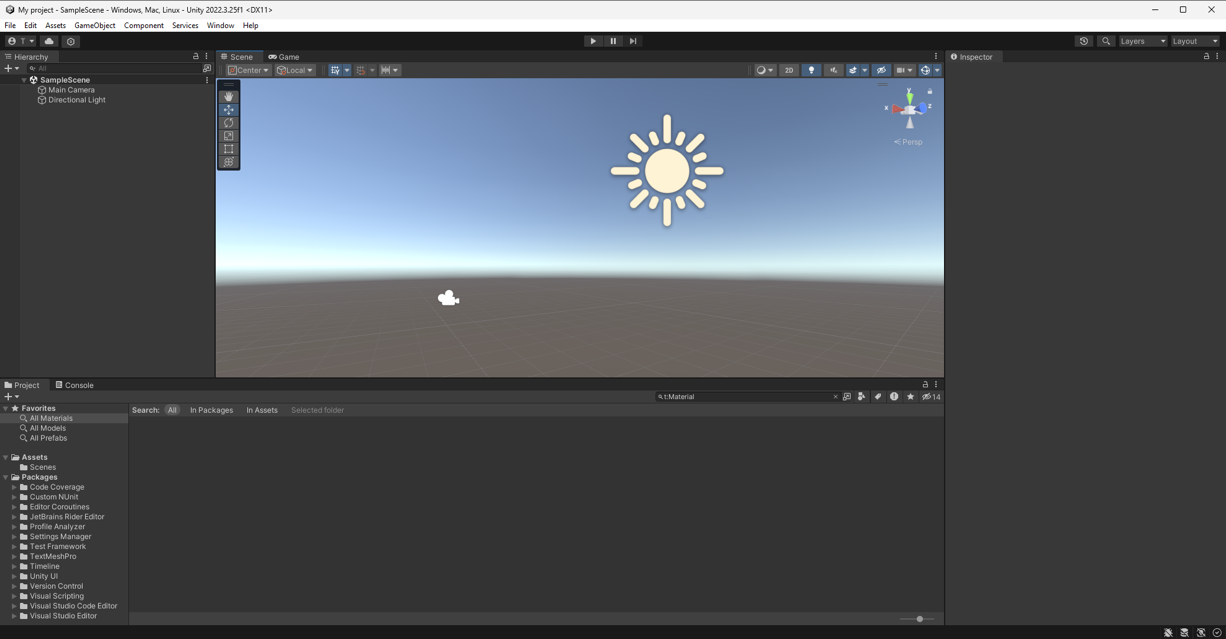 My project - SampleScene - Windows, Mac, Linux - Unity 2022.3.25f1 <DX11>
File Edit Assets GameObject Component Services Window Help
T
Layers Layout
Hierarchy
All
SampleScene
Main Camera
Directional Light
Scene Game
Center Local 2D
y
x z
Persp
Inspector
Project Console
t:Material 14
Favorites
All Materials
All Models
All Prefabs
Assets
Scenes
Packages
Code Coverage
Custom NUnit
Editor Coroutines
JetBrains Rider Editor
Profile Analyzer
Settings Manager
Test Framework
TextMeshPro
Timeline
Unity UI
Version Control
Visual Scripting
Visual Studio Code Editor
Visual Studio Editor
Search: All In Packages In Assets Selected folder